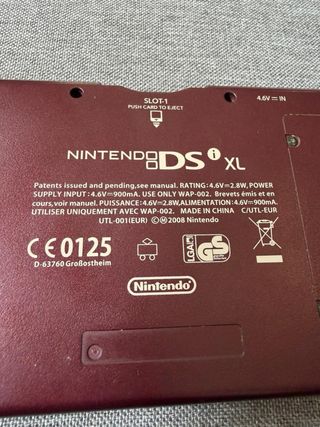 SLOT-1
PUSH CARD TO EJECT
4.6V⎓IN
NINTENDO DSi XL
Patents issued and pending,see manual. RATING:4.6V⎓2.8W, POWER
SUPPLY INPUT:4.6V⎓900mA. USE ONLY WAP-002. Brevets émis et en
cours,voir manuel. PUISSANCE:4.6V⎓2.8W,ALIMENTATION:4.6V⎓900mA.
UTILISER UNIQUEMENT AVEC WAP-002. MADE IN CHINA C/UTL-EUR
UTL-001(EUR) ©2008 Nintendo
CE0125
D-63760 Großostheim
LGA
GS
Nintendo